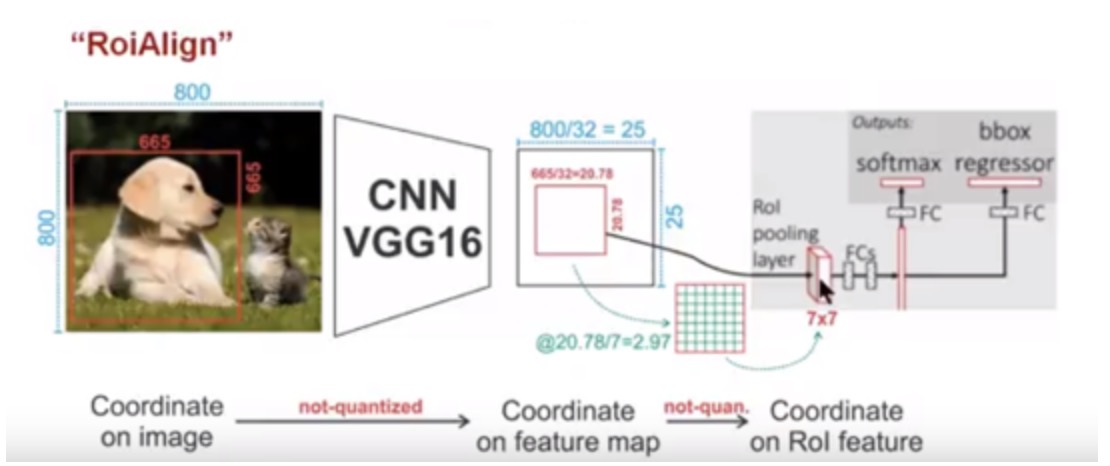 “RoiAlign”
800
800
665
665
CNN
VGG16
800/32 = 25
25
665/32=20.78
20.78
@20.78/7=2.97
RoI
pooling
layer
7x7
FCs
Outputs:
softmax
bbox
regressor
FC
FC
Coordinate
on image
not-quantized
Coordinate
on feature map
not-quan.
Coordinate
on RoI feature